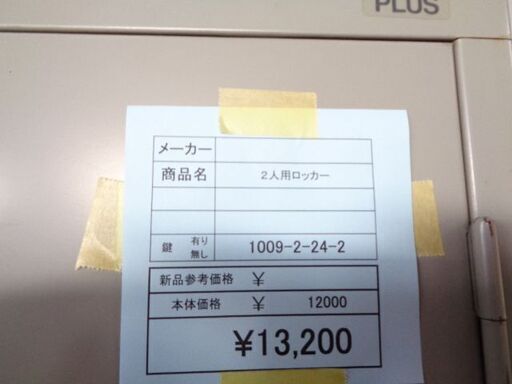 PLUS
メーカー
商品名 2人用ロッカー
鍵 有り 無し 1009-2-24-2
新品参考価格 ¥
本体価格 ¥ 12000
¥13,200